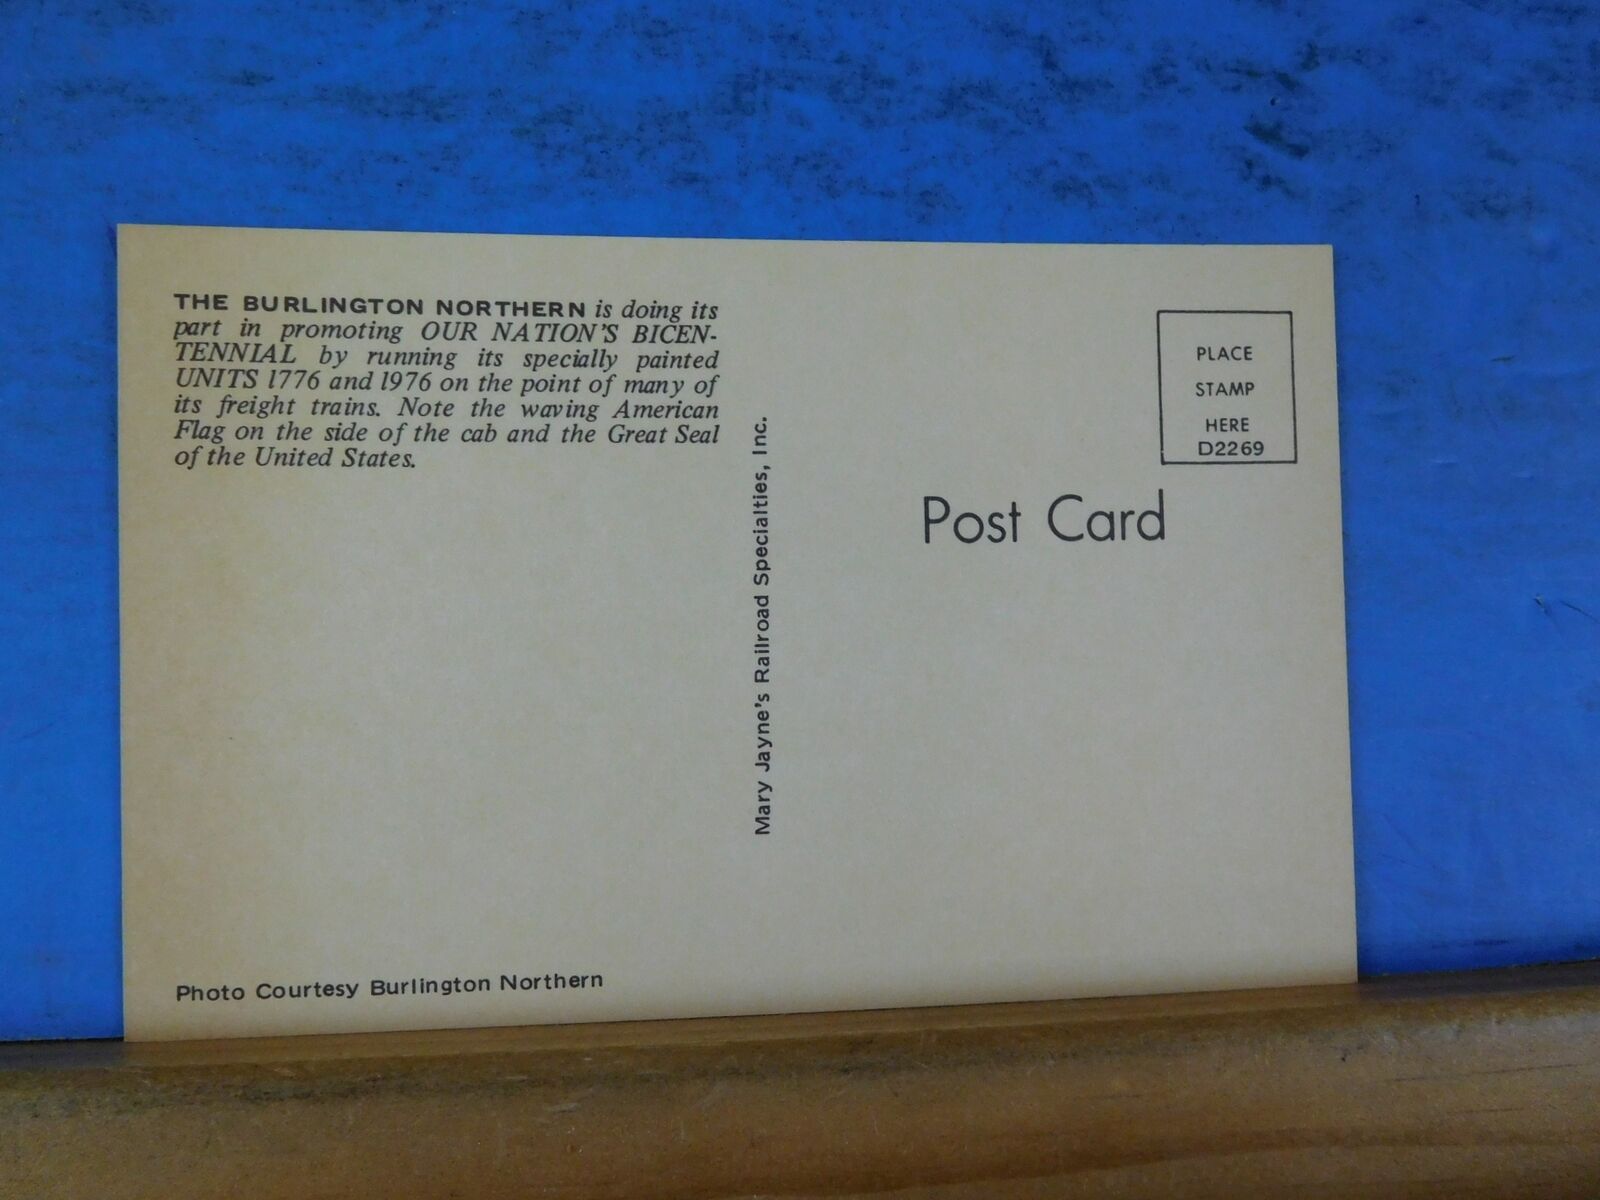 THE BURLINGTON NORTHERN is doing its
part in promoting OUR NATION'S BICEN-
TENNIAL by running its specially painted
UNITS 1776 and 1976 on the point of many of
its freight trains. Note the waving American
Flag on the side of the cab and the Great Seal
of the United States.
Photo Courtesy Burlington Northern
Mary Jayne's Railroad Specialties, Inc.
PLACE
STAMP
HERE
D2269
Post Card